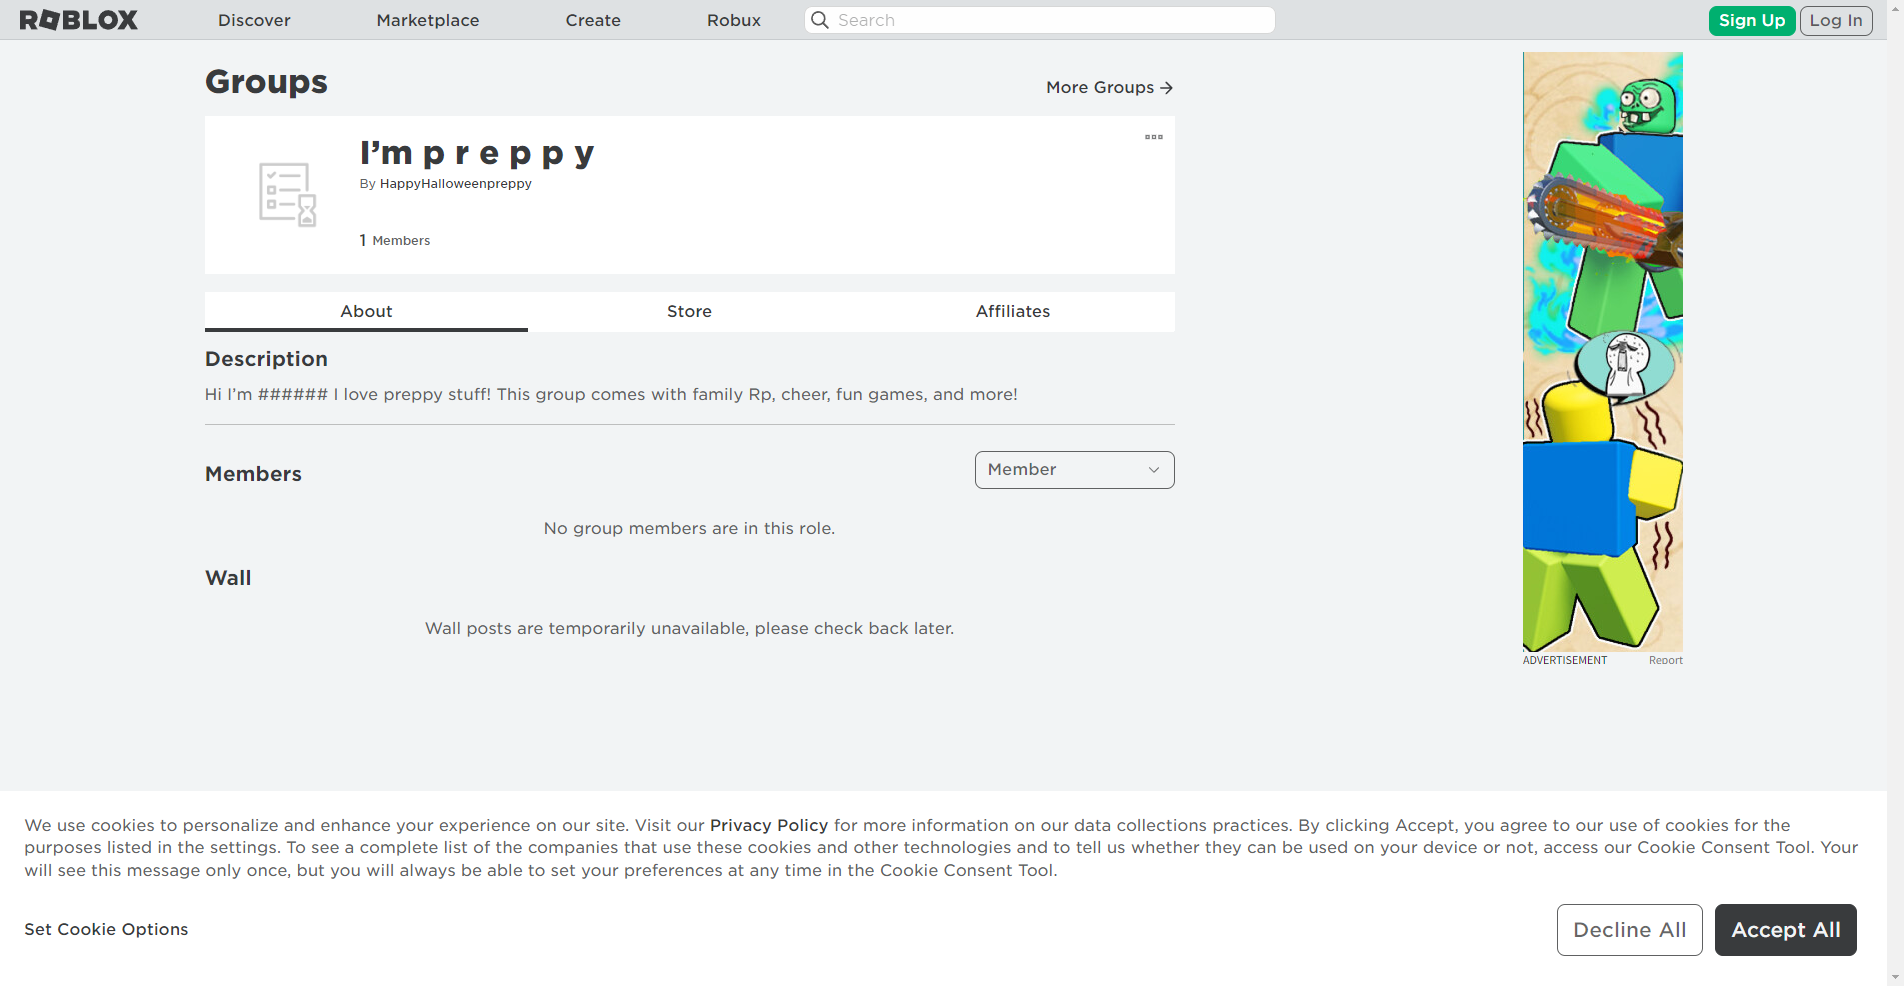 ROBLOX
Discover
Marketplace
Create
Robux
Search
Sign Up
Log In
Groups
More Groups
I’m p r e p p y
By HappyHalloweenpreppy
1 Members
About
Store
Affiliates
Description
Hi I’m ###### I love preppy stuff! This group comes with family Rp, cheer, fun games, and more!
Members
Member
No group members are in this role.
Wall
Wall posts are temporarily unavailable, please check back later.
ADVERTISEMENT
Report
We use cookies to personalize and enhance your experience on our site. Visit our Privacy Policy for more information on our data collections practices. By clicking Accept, you agree to our use of cookies for the
purposes listed in the settings. To see a complete list of the companies that use these cookies and other technologies and to tell us whether they can be used on your device or not, access our Cookie Consent Tool. Your
will see this message only once, but you will always be able to set your preferences at any time in the Cookie Consent Tool.
Set Cookie Options
Decline All
Accept All